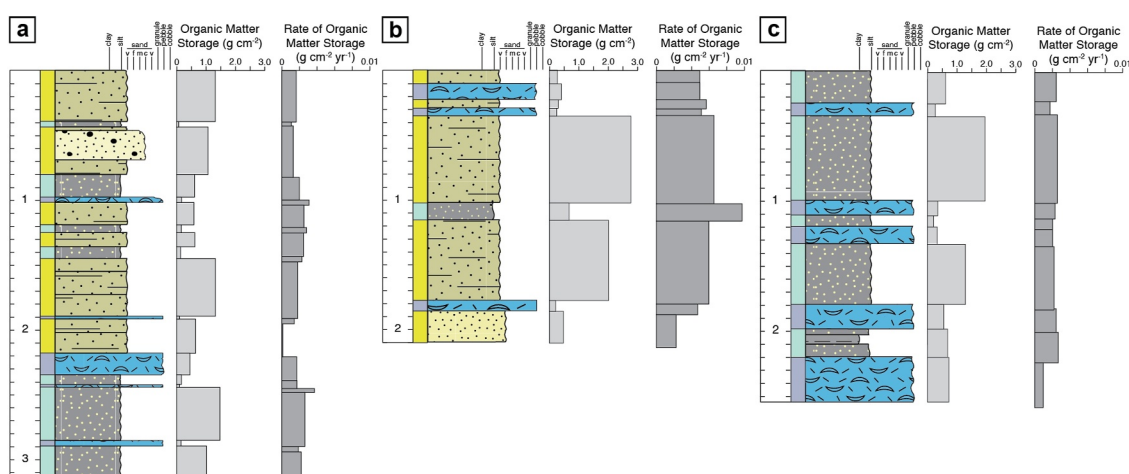 a
clay
silt
sand
v f m c v
granule
pebble
cobble
Organic Matter
Storage (g cm-2)
0 1.0 2.0 3.0
Rate of Organic
Matter Storage
(g cm-2 yr-1)
0 0.01
1
2
3
b
clay
silt
sand
v f m c v
granule
pebble
cobble
Organic Matter
Storage (g cm-2)
0 1.0 2.0 3.0
Rate of Organic
Matter Storage
(g cm-2 yr-1)
0 0.01
1
2
c
clay
silt
sand
v f m c v
granule
pebble
cobble
Organic Matter
Storage (g cm-2)
0 1.0 2.0 3.0
Rate of Organic
Matter Storage
(g cm-2 yr-1)
0 0.01
1
2